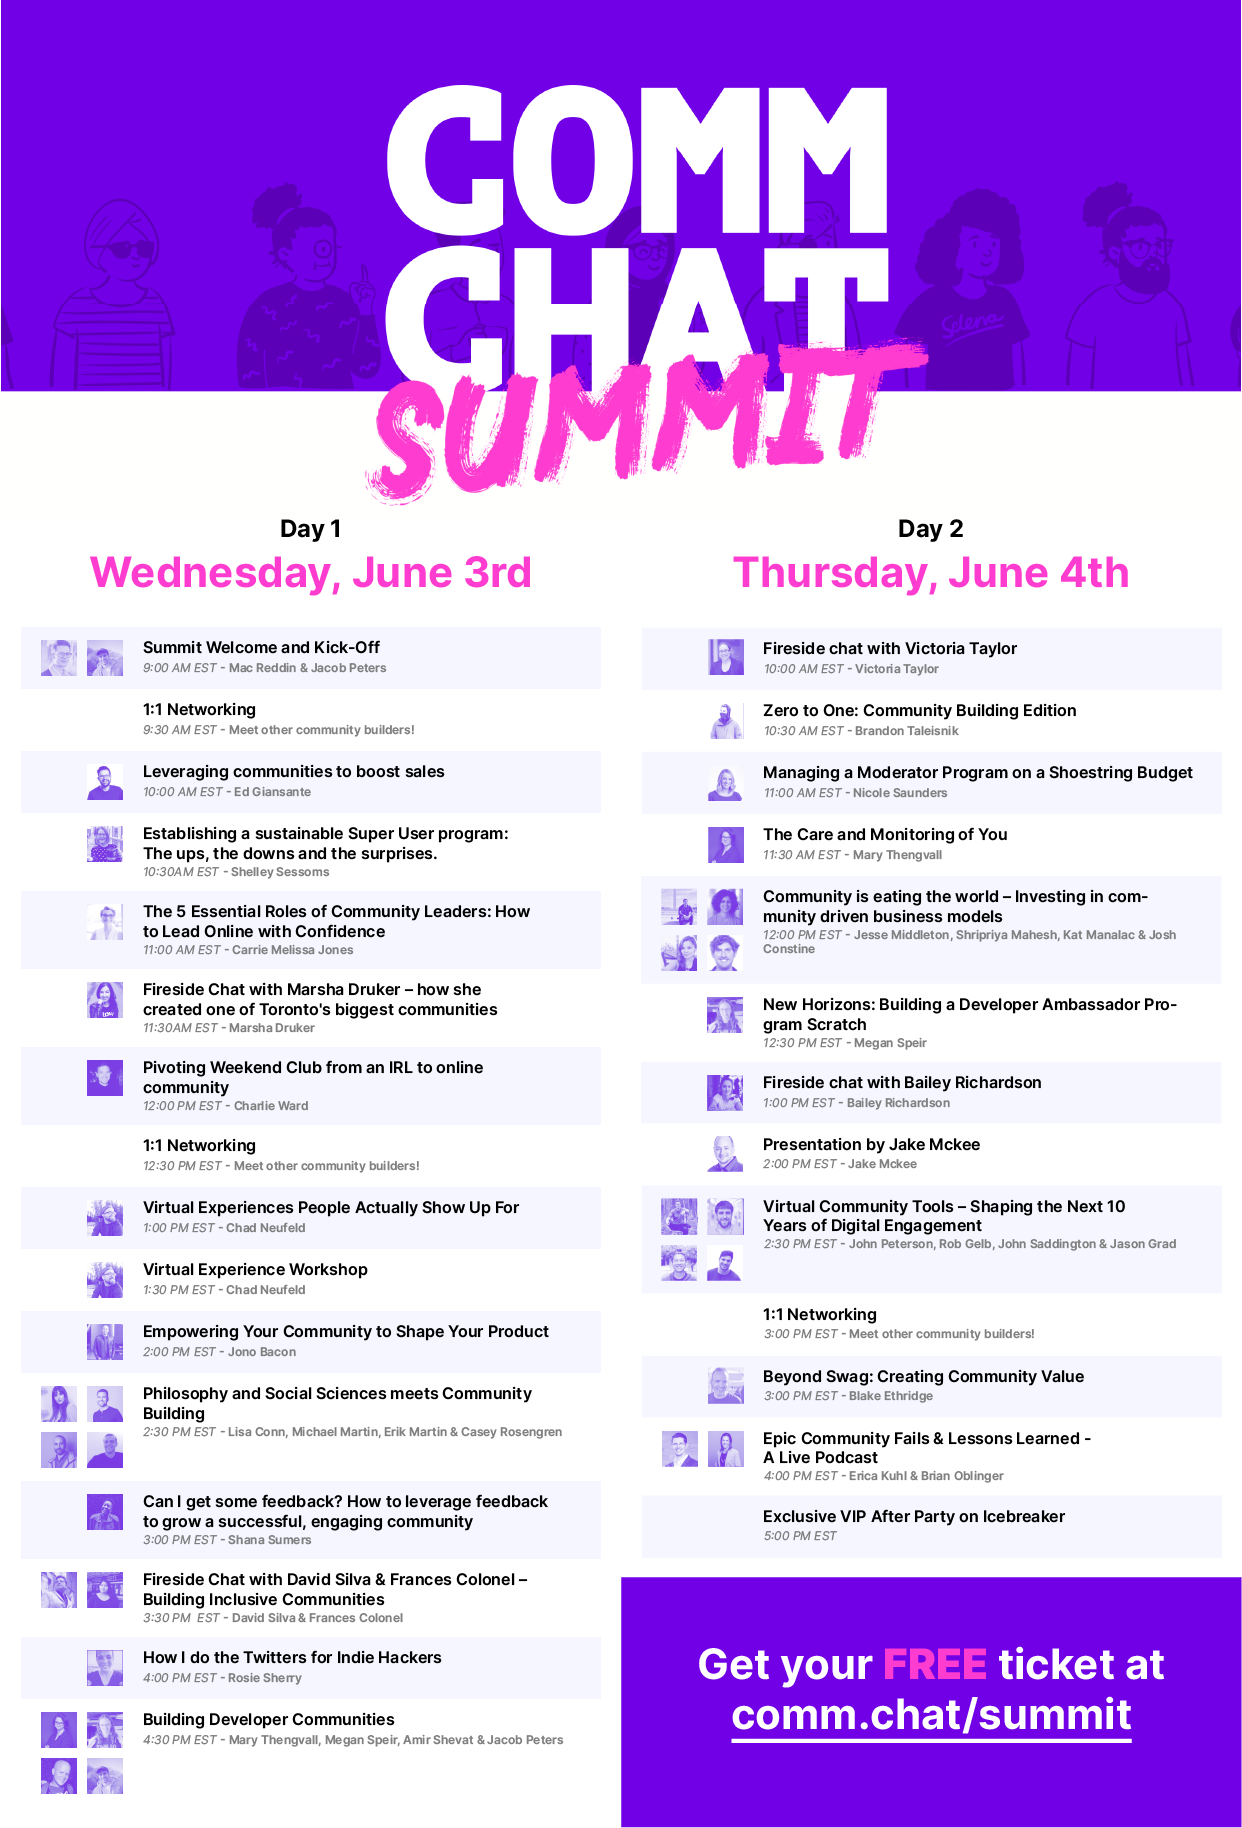 COMM
CHAT
SUMMIT
Selena
Day 1
Wednesday, June 3rd
Summit Welcome and Kick-Off
9:00 AM EST - Mac Reddin & Jacob Peters
1:1 Networking
9:30 AM EST - Meet other community builders!
Leveraging communities to boost sales
10:00 AM EST - Ed Giansante
Establishing a sustainable Super User program:
The ups, the downs and the surprises.
10:30AM EST - Shelley Sessoms
The 5 Essential Roles of Community Leaders: How
to Lead Online with Confidence
11:00 AM EST - Carrie Melissa Jones
Fireside Chat with Marsha Druker – how she
created one of Toronto's biggest communities
11:30AM EST - Marsha Druker
Pivoting Weekend Club from an IRL to online
community
12:00 PM EST - Charlie Ward
1:1 Networking
12:30 PM EST - Meet other community builders!
Virtual Experiences People Actually Show Up For
1:00 PM EST - Chad Neufeld
Virtual Experience Workshop
1:30 PM EST - Chad Neufeld
Empowering Your Community to Shape Your Product
2:00 PM EST - Jono Bacon
Philosophy and Social Sciences meets Community
Building
2:30 PM EST - Lisa Conn, Michael Martin, Erik Martin & Casey Rosengren
Can I get some feedback? How to leverage feedback
to grow a successful, engaging community
3:00 PM EST - Shana Sumers
Fireside Chat with David Silva & Frances Colonel –
Building Inclusive Communities
3:30 PM EST - David Silva & Frances Colonel
How I do the Twitters for Indie Hackers
4:00 PM EST - Rosie Sherry
Building Developer Communities
4:30 PM EST - Mary Thengvall, Megan Speir, Amir Shevat & Jacob Peters
Day 2
Thursday, June 4th
Fireside chat with Victoria Taylor
10:00 AM EST - Victoria Taylor
Zero to One: Community Building Edition
10:30 AM EST - Brandon Taleisnik
Managing a Moderator Program on a Shoestring Budget
11:00 AM EST - Nicole Saunders
The Care and Monitoring of You
11:30 AM EST - Mary Thengvall
Community is eating the world – Investing in com-
munity driven business models
12:00 PM EST - Jesse Middleton, Shripriya Mahesh, Kat Manalac & Josh
Constine
New Horizons: Building a Developer Ambassador Pro-
gram Scratch
12:30 PM EST - Megan Speir
Fireside chat with Bailey Richardson
1:00 PM EST - Bailey Richardson
Presentation by Jake Mckee
2:00 PM EST - Jake Mckee
Virtual Community Tools – Shaping the Next 10
Years of Digital Engagement
2:30 PM EST - John Peterson, Rob Gelb, John Saddington & Jason Grad
1:1 Networking
3:00 PM EST - Meet other community builders!
Beyond Swag: Creating Community Value
3:00 PM EST - Blake Ethridge
Epic Community Fails & Lessons Learned -
A Live Podcast
4:00 PM EST - Erica Kuhl & Brian Oblinger
Exclusive VIP After Party on Icebreaker
5:00 PM EST
Get your FREE ticket at
comm.chat/summit